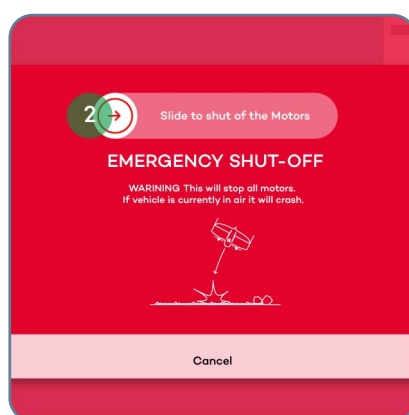 2 Slide to shut of the Motors
EMERGENCY SHUT-OFF
WARINING This will stop all motors.
If vehicle is currently in air it will crash.
Cancel